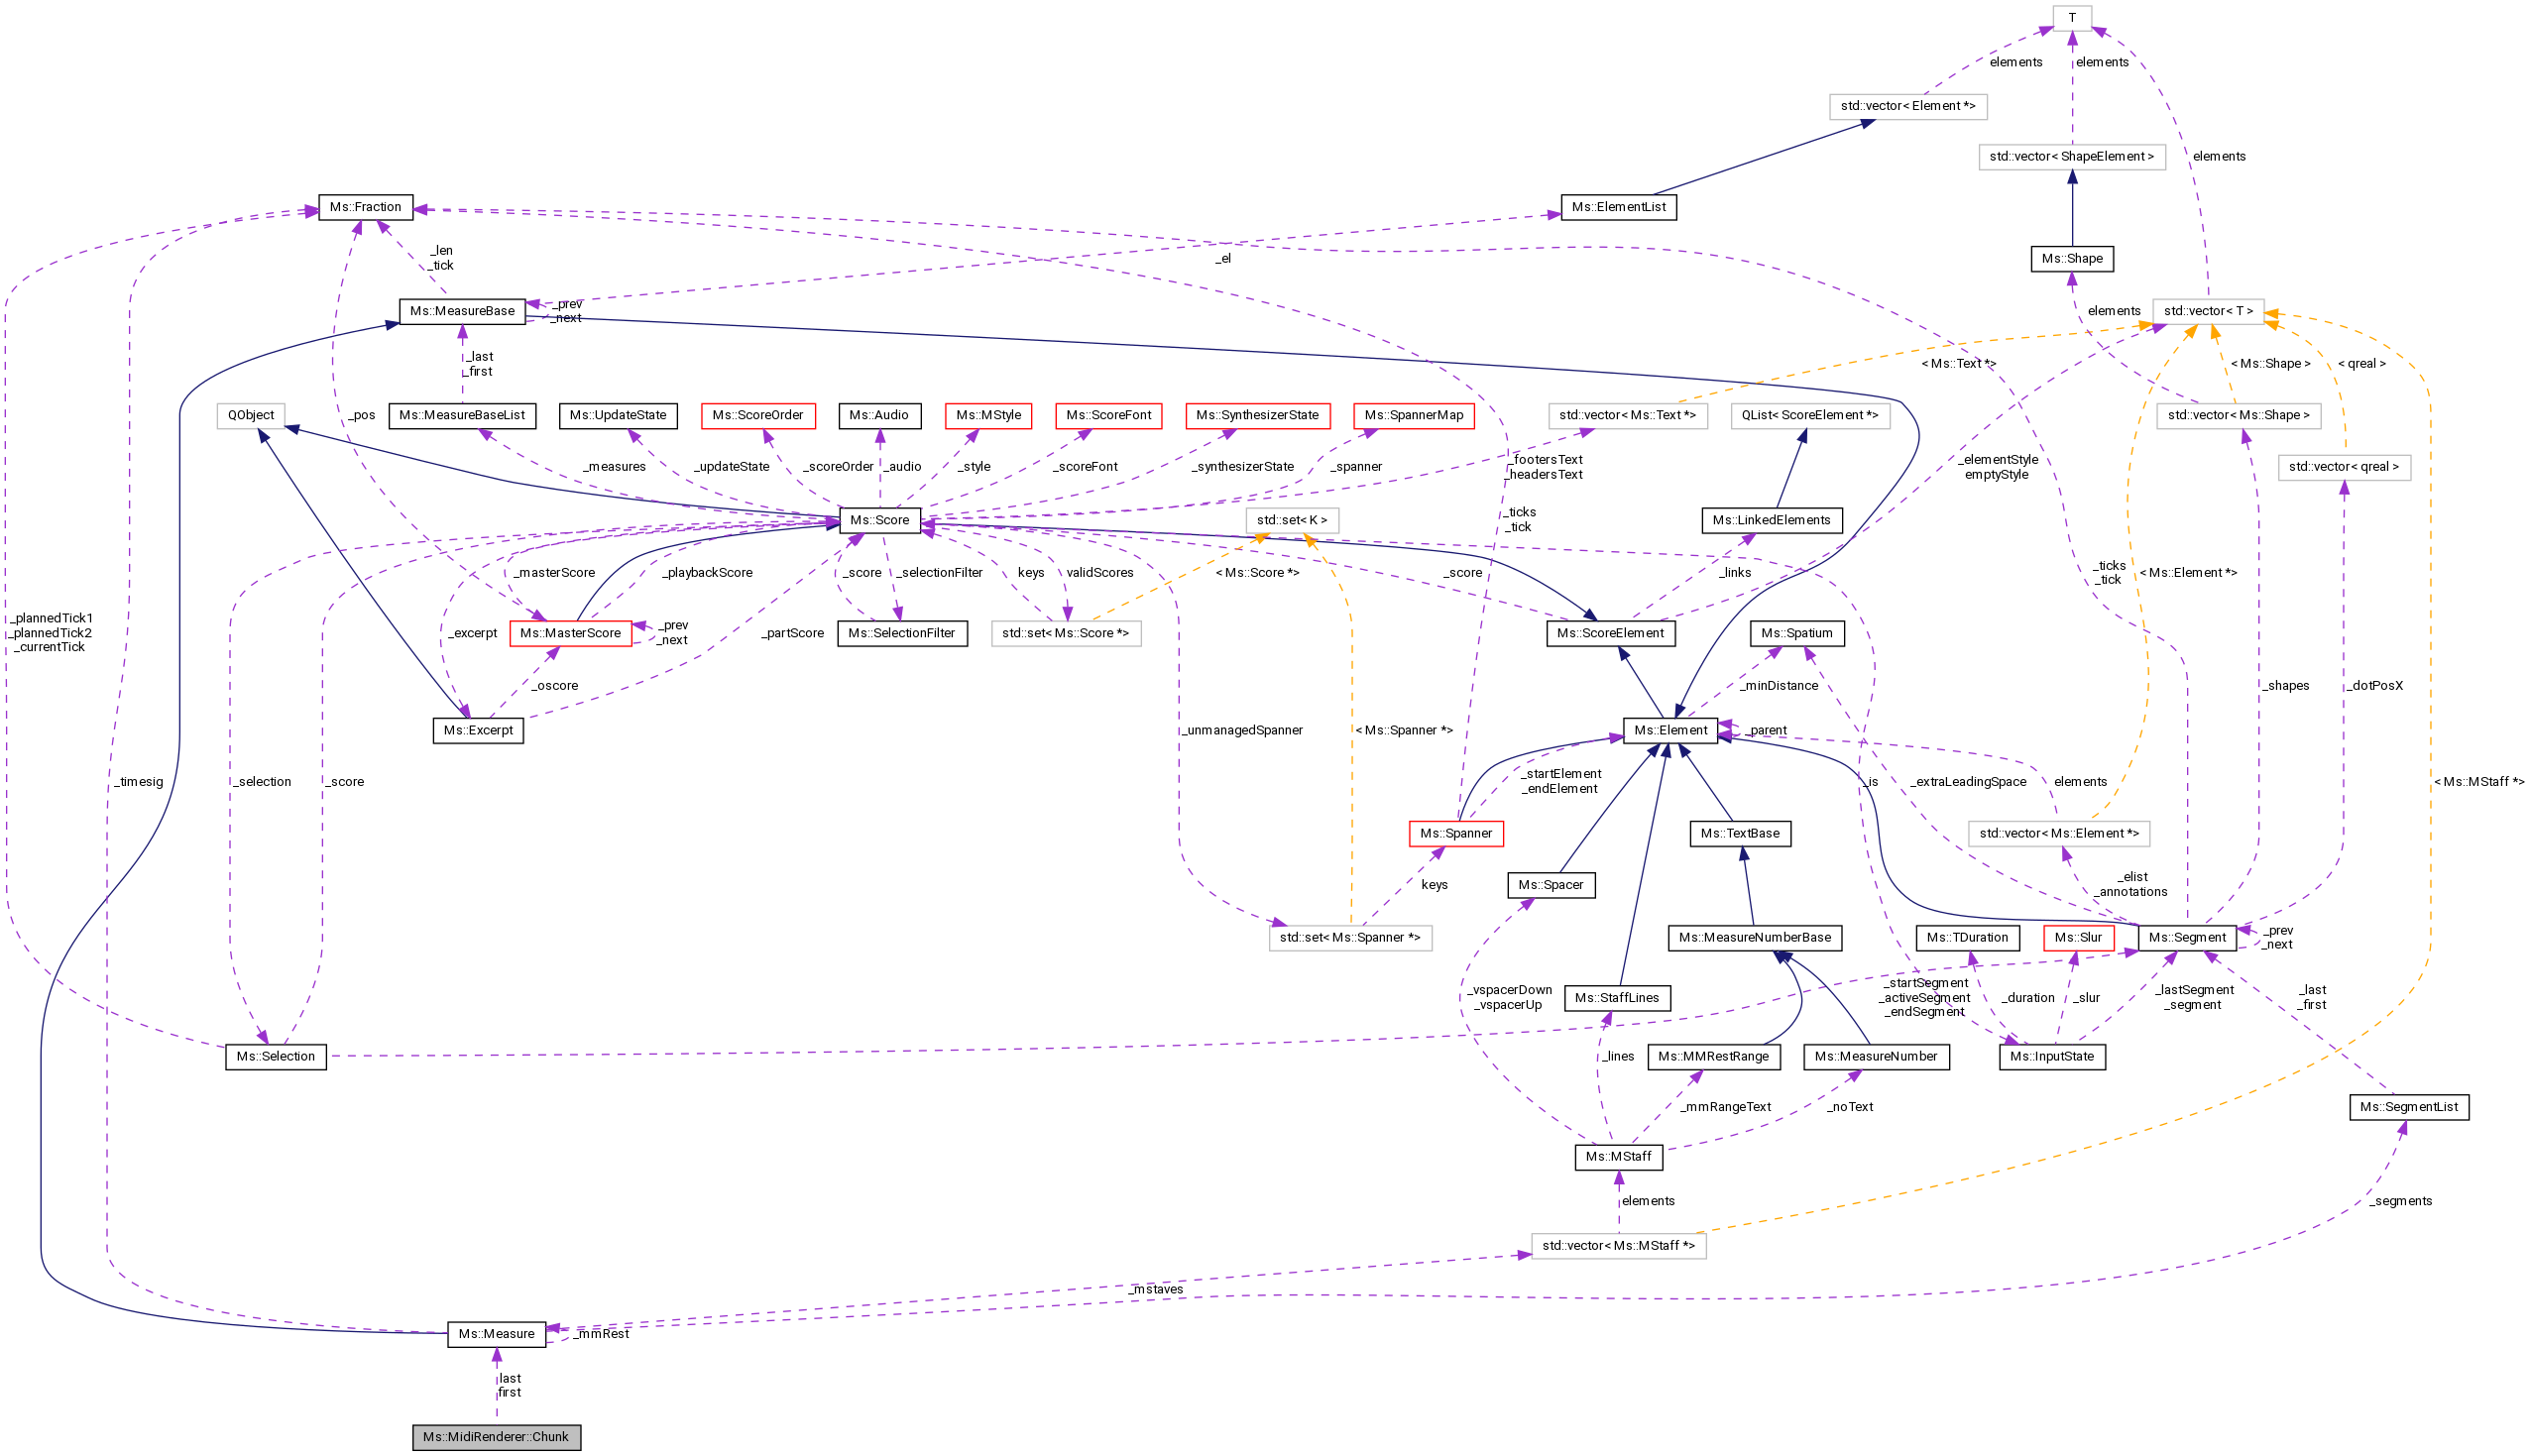 T
elements
elements
std::vector< Element *>
std::vector< ShapeElement >
elements
Ms::Fraction
Ms::ElementList
_len
_tick
_el
Ms::Shape
Ms::MeasureBase
_prev
_next
elements
std::vector< T >
_last
_first
< Ms::Text *>
< Ms::Shape >
< qreal >
_pos
QObject
Ms::MeasureBaseList
Ms::UpdateState
Ms::ScoreOrder
Ms::Audio
Ms::MStyle
Ms::ScoreFont
Ms::SynthesizerState
Ms::SpannerMap
std::vector< Ms::Text *>
QList< ScoreElement *>
std::vector< Ms::Shape >
_measures
_updateState
_scoreOrder
_audio
_style
_scoreFont
_synthesizerState
_spanner
_footersText
_headersText
_elementStyle
emptyStyle
std::vector< qreal >
Ms::Score
std::set< K >
_ticks
_tick
Ms::LinkedElements
_masterScore
_playbackScore
_score
_selectionFilter
keys
validScores
< Ms::Score *>
_score
_links
_ticks
_tick
< Ms::Element *>
_plannedTick1
_plannedTick2
_currentTick
_excerpt
Ms::MasterScore
_prev
_next
_partScore
Ms::SelectionFilter
std::set< Ms::Score *>
Ms::ScoreElement
Ms::Spatium
_oscore
_minDistance
_shapes
_dotPosX
Ms::Excerpt
_unmanagedSpanner
< Ms::Spanner *>
Ms::Element
_parent
_timesig
_selection
_score
_startElement
_endElement
_is
_extraLeadingSpace
elements
< Ms::MStaff *>
Ms::Spanner
Ms::TextBase
std::vector< Ms::Element *>
keys
Ms::Spacer
_elist
_annotations
std::set< Ms::Spanner *>
Ms::MeasureNumberBase
Ms::TDuration
Ms::Slur
Ms::Segment
_prev
_next
_vspacerDown
_vspacerUp
Ms::StaffLines
_startSegment
_activeSegment
_endSegment
_duration
_slur
_lastSegment
_segment
_last
_first
Ms::Selection
_lines
Ms::MMRestRange
Ms::MeasureNumber
Ms::InputState
_mmRangeText
_noText
Ms::SegmentList
Ms::MStaff
elements
_segments
std::vector< Ms::MStaff *>
_mstaves
Ms::Measure
_mmRest
last
first
Ms::MidiRenderer::Chunk